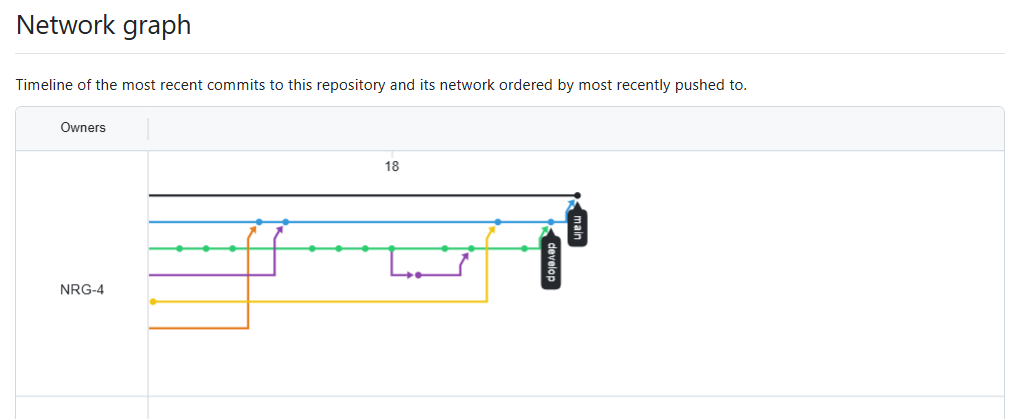 Network graph
Timeline of the most recent commits to this repository and its network ordered by most recently pushed to.
Owners
18
main
develop
NRG-4